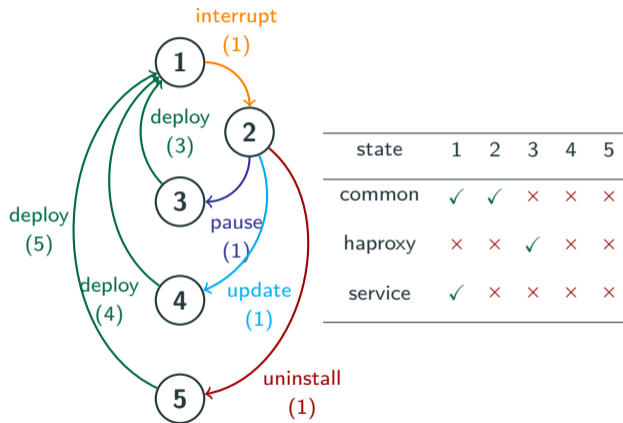 interrupt
(1)
1
deploy
(3)
2
3
pause
(1)
deploy
(5)
deploy
(4)
4
update
(1)
uninstall
(1)
5
state 1 2 3 4 5
common ✓ ✓ × × ×
haproxy × × ✓ × ×
service ✓ × × × ×